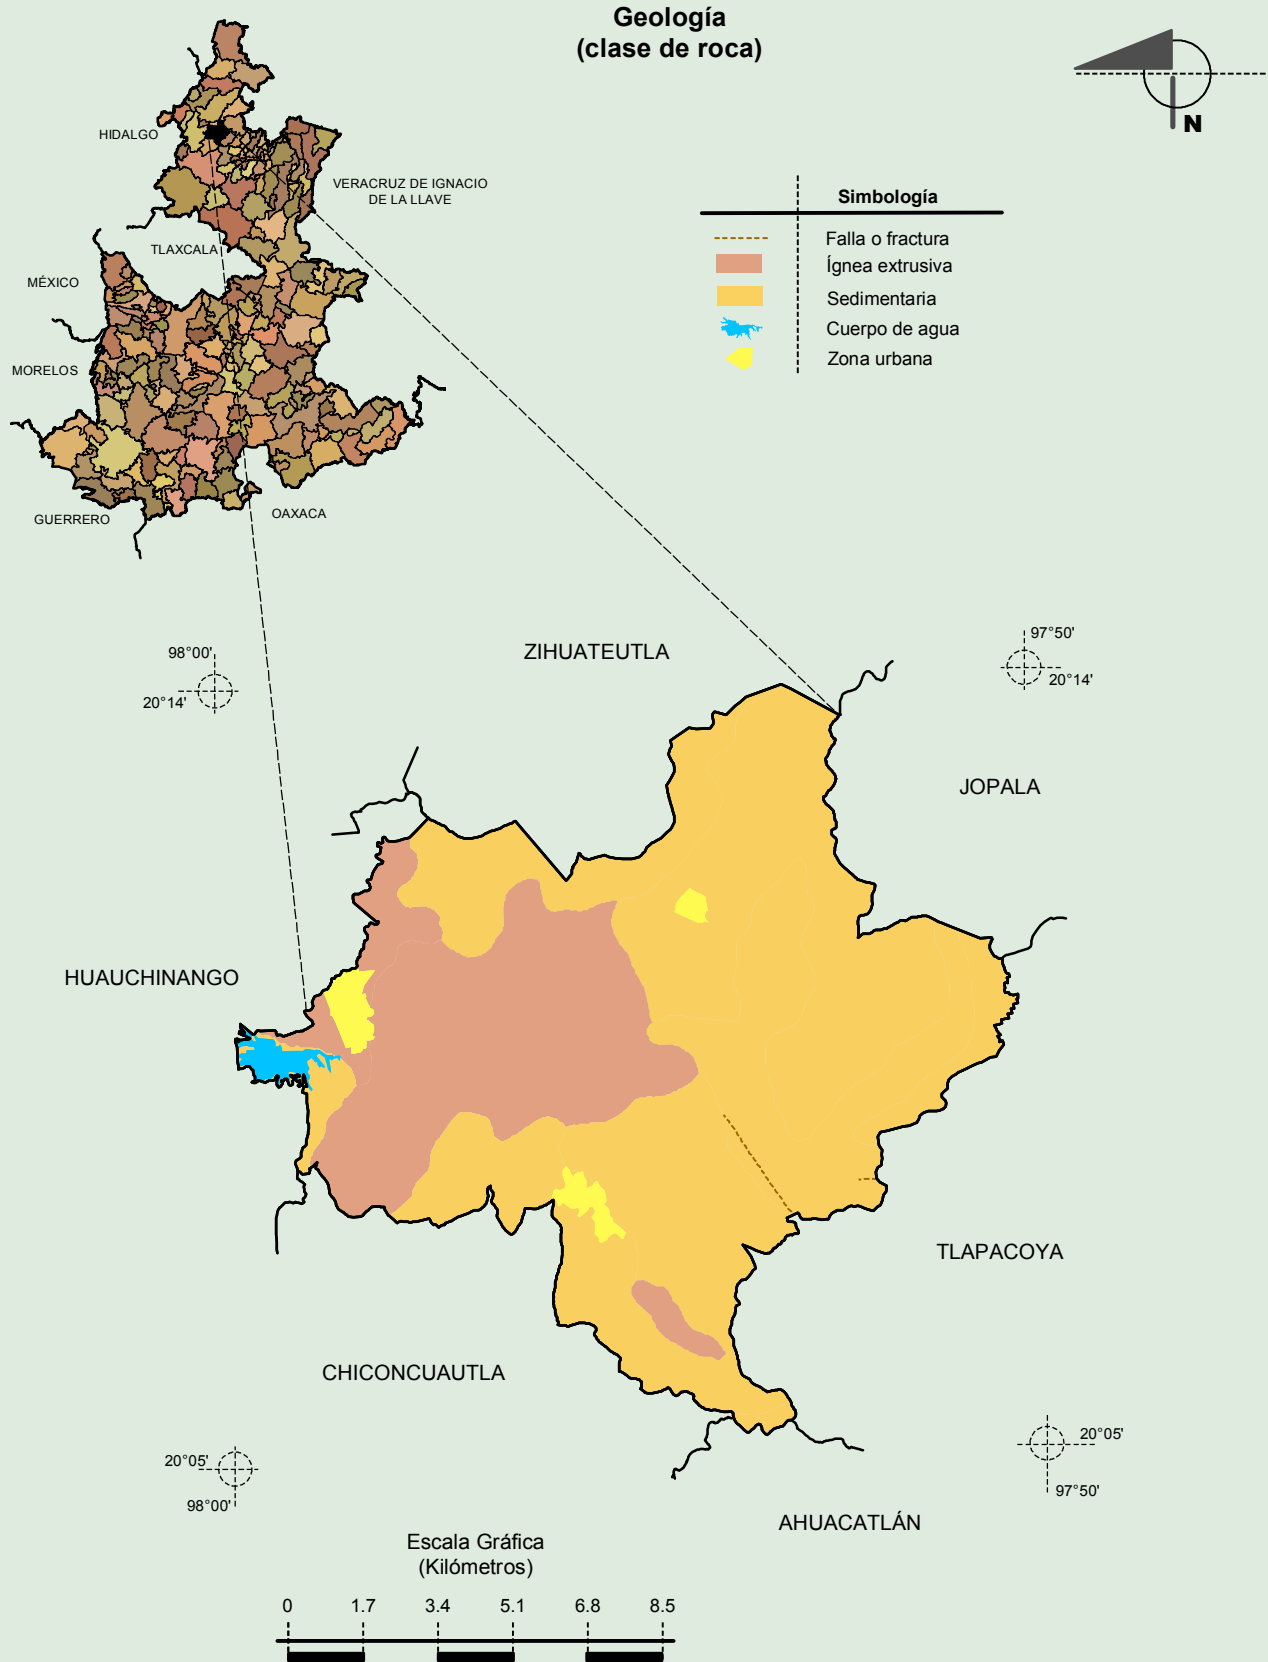 Geología
(clase de roca)
N
HIDALGO
VERACRUZ DE IGNACIO
DE LA LLAVE
TLAXCALA
MÉXICO
MORELOS
GUERRERO
OAXACA
Simbología
Falla o fractura
Ígnea extrusiva
Sedimentaria
Cuerpo de agua
Zona urbana
98°00'
20°14'
97°50'
20°14'
ZIHUATEUTLA
JOPALA
HUAUCHINANGO
TLAPACOYA
CHICONCUAUTLA
AHUACATLÁN
20°05'
98°00'
20°05'
97°50'
Escala Gráfica
(Kilómetros)
0 1.7 3.4 5.1 6.8 8.5